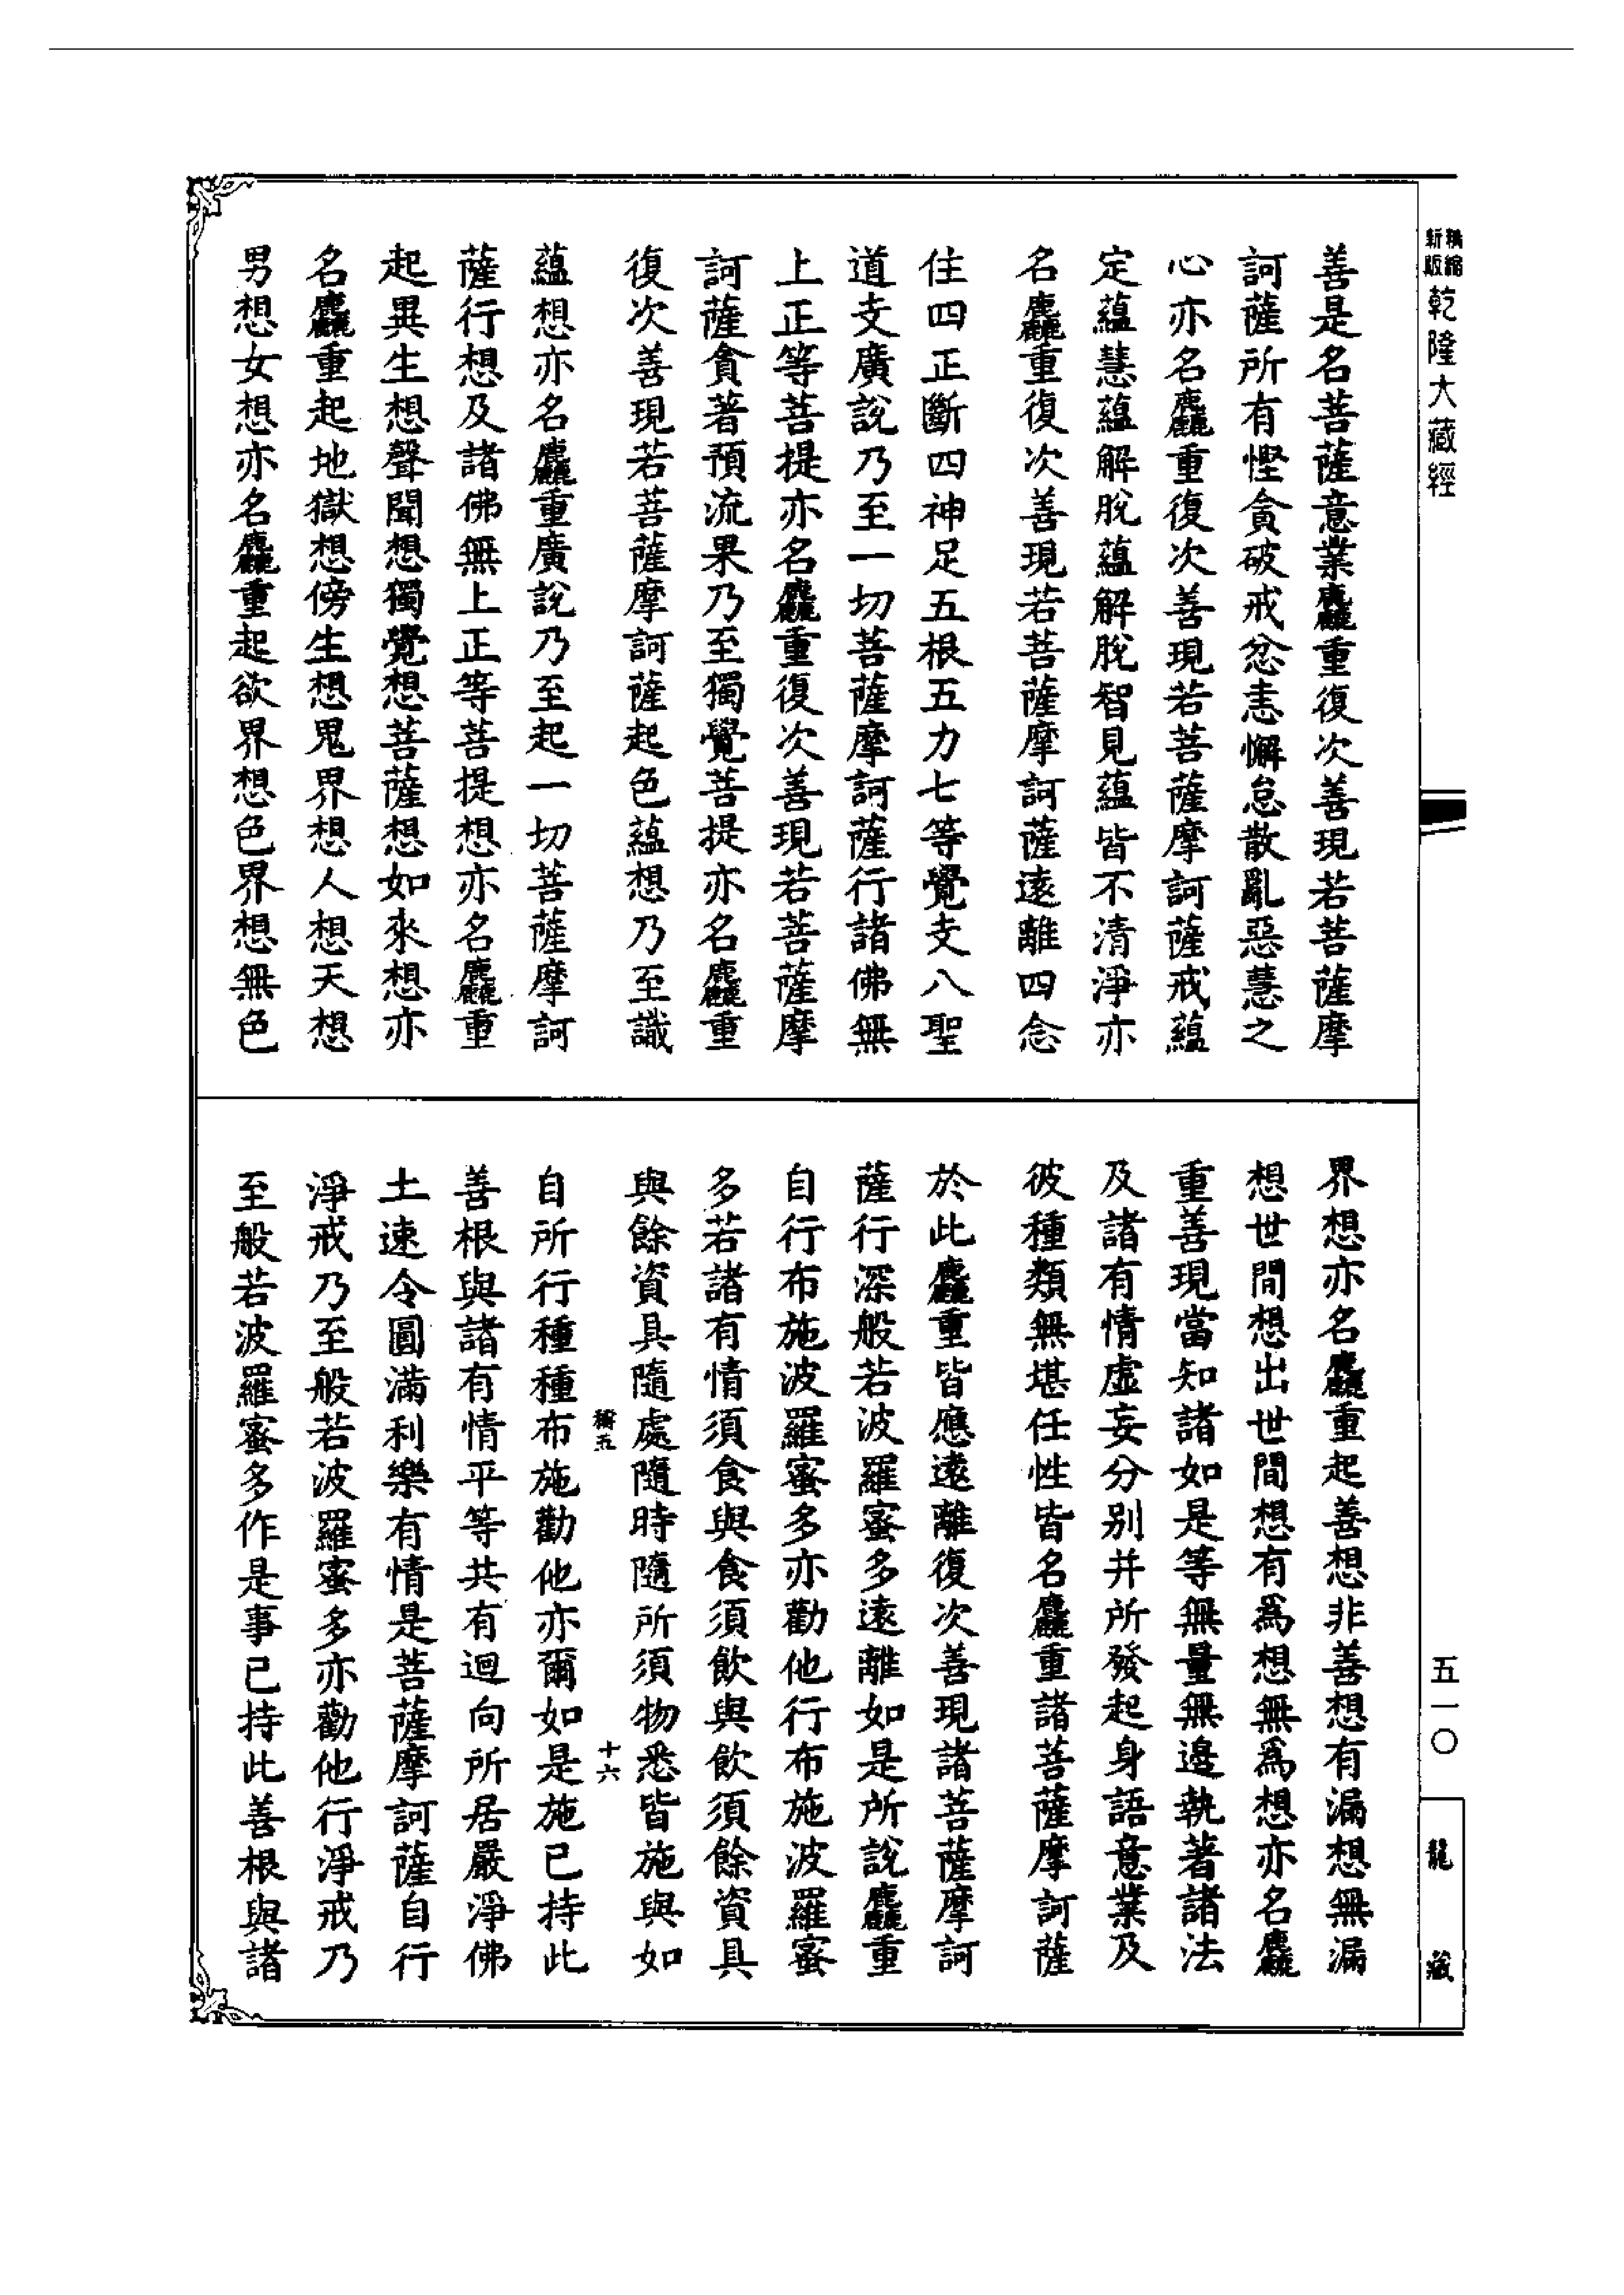 精縮新版乾隆大藏經
善是名菩薩意業麤重復次善現若菩薩摩
訶薩所有慳貪破戒忿恚懈怠散亂惡慧之
心亦名麤重復次善現若菩薩摩訶薩戒蘊
定蘊慧蘊解脫蘊解脫智見蘊皆不清淨亦
名麤重復次善現若菩薩摩訶薩遠離四念
住四正斷四神足五根五力七等覺支八聖
道支廣說乃至一切菩薩摩訶薩行諸佛無
上正等菩提亦名麤重復次善現若菩薩摩
訶薩貪著預流果乃至獨覺菩提亦名麤重
復次善現若菩薩摩訶薩起色蘊想乃至識
蘊想亦名麤重廣說乃至起一切菩薩摩訶
薩行想及諸佛無上正等菩提想亦名麤重
起異生想聲聞想獨覺想菩薩想如來想亦
名麤重起地獄想傍生想鬼界想人想天想
男想女想亦名麤重起欲界想色界想無色
界想亦名麤重起善想非善想有漏想無漏
想世間想出世間想有爲想無爲想亦名麤
重善現當知諸如是等無量無邊執著諸法
及諸有情虛妄分別并所發起身語意業及
彼種類無堪任性皆名麤重諸菩薩摩訶薩
於此麤重皆應遠離復次善現諸菩薩摩訶
薩行深般若波羅蜜多遠離如是所說麤重
自行布施波羅蜜多亦勸他行布施波羅蜜
多若諸有情須食與食須飲與飲須餘資具
與餘資具隨處隨時隨所須物悉皆施與如
五 十六
自所行種種布施勸他亦爾如是施已持此
善根與諸有情平等共有迴向所居嚴淨佛
土速令圓滿利樂有情是菩薩摩訶薩自行
淨戒乃至般若波羅蜜多亦勸他行淨戒乃
至般若波羅蜜多作是事已持此善根與諸
五一〇
龍藏